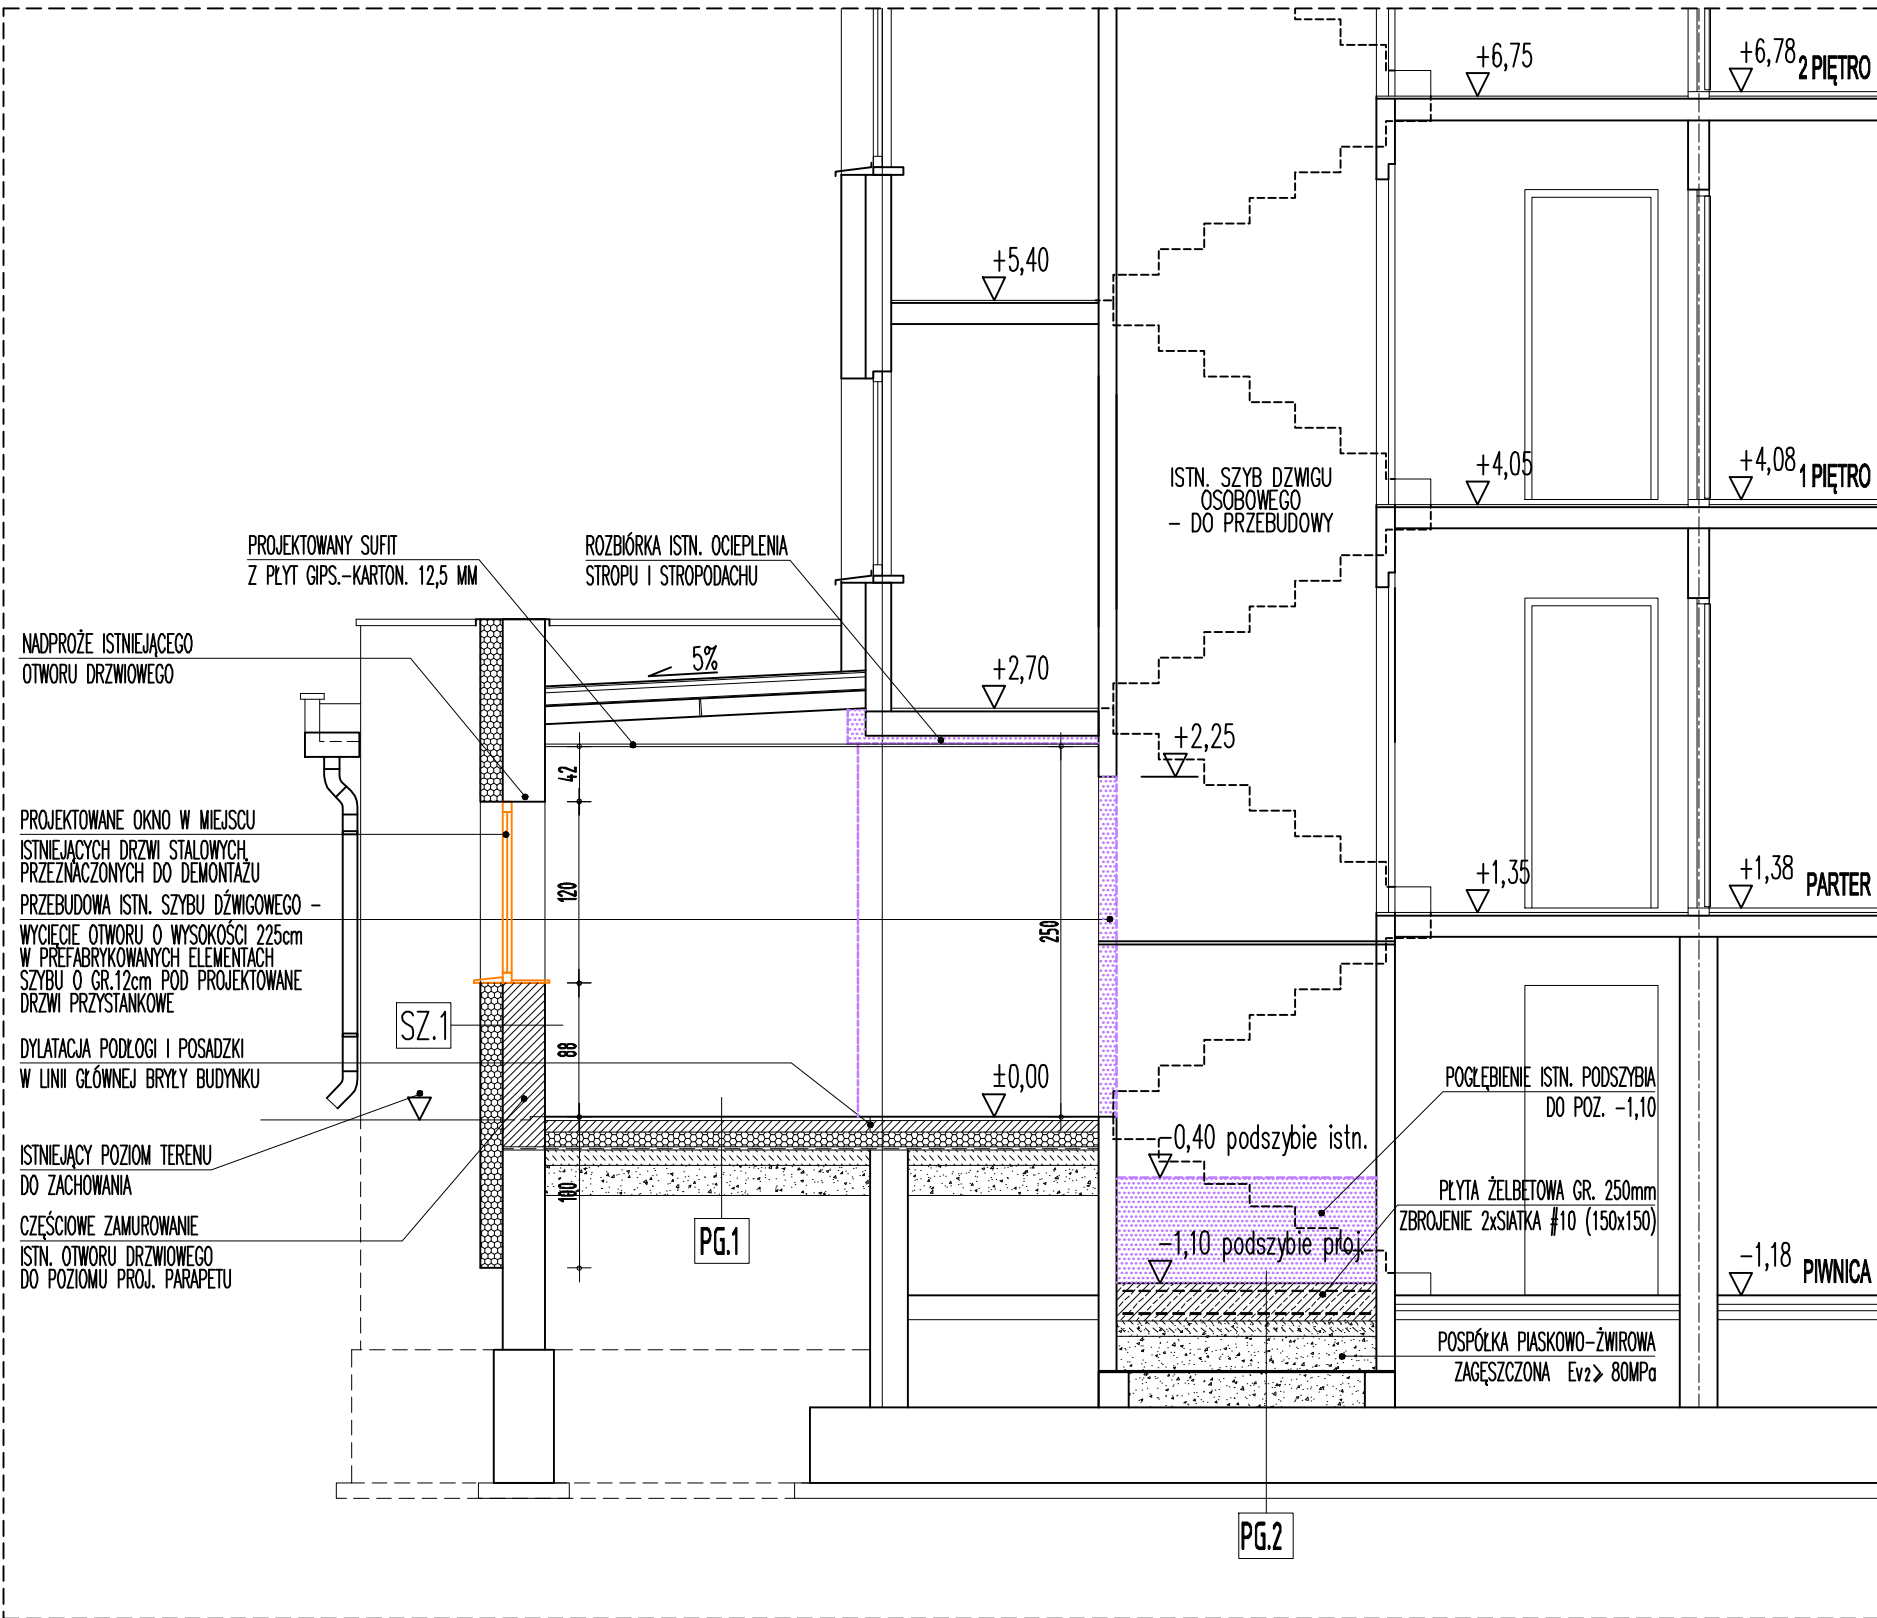 +6,75
+6,78
2 PIĘTRO
+5,40
+4,05
+4,08
1 PIĘTRO
ISTN. SZYB DZWIGU
OSOBOWEGO
- DO PRZEBUDOWY
PROJEKTOWANY SUFIT
Z PŁYT GIPS.-KARTON. 12,5 MM
ROZBIÓRKA ISTN. OCIEPLENIA
STROPU I STROPODACHU
NADPROŻE ISTNIEJĄCEGO
OTWORU DRZWIOWEGO
5%
+2,70
+2,25
42
PROJEKTOWANE OKNO W MIEJSCU
ISTNIEJĄCYCH DRZWI STALOWYCH
PRZEZNACZONYCH DO DEMONTAŻU
PRZEBUDOWA ISTN. SZYBU DŹWIGOWEGO -
WYCIĘCIE OTWORU O WYSOKOŚCI 225cm
W PREFABRYKOWANYCH ELEMENTACH
SZYBU O GR.12cm POD PROJEKTOWANE
DRZWI PRZYSTANKOWE
120
250
+1,35
+1,38
PARTER
SZ.1
88
DYLATACJA PODŁOGI I POSADZKI
W LINII GŁÓWNEJ BRYŁY BUDYNKU
±0,00
POGŁĘBIENIE ISTN. PODSZYBIA
DO POZ. -1,10
-0,40 podszybie istn.
ISTNIEJĄCY POZIOM TERENU
DO ZACHOWANIA
100
PŁYTA ŻELBETOWA GR. 250mm
ZBROJENIE 2xSIATKA #10 (150x150)
CZĘŚCIOWE ZAMUROWANIE
ISTN. OTWORU DRZWIOWEGO
DO POZIOMU PROJ. PARAPETU
PG.1
-1,10 podszybie proj.
-1,18
PIWNICA
POSPÓŁKA PIASKOWO-ŻWIROWA
ZAGĘSZCZONA Ev2≥ 80MPa
PG.2